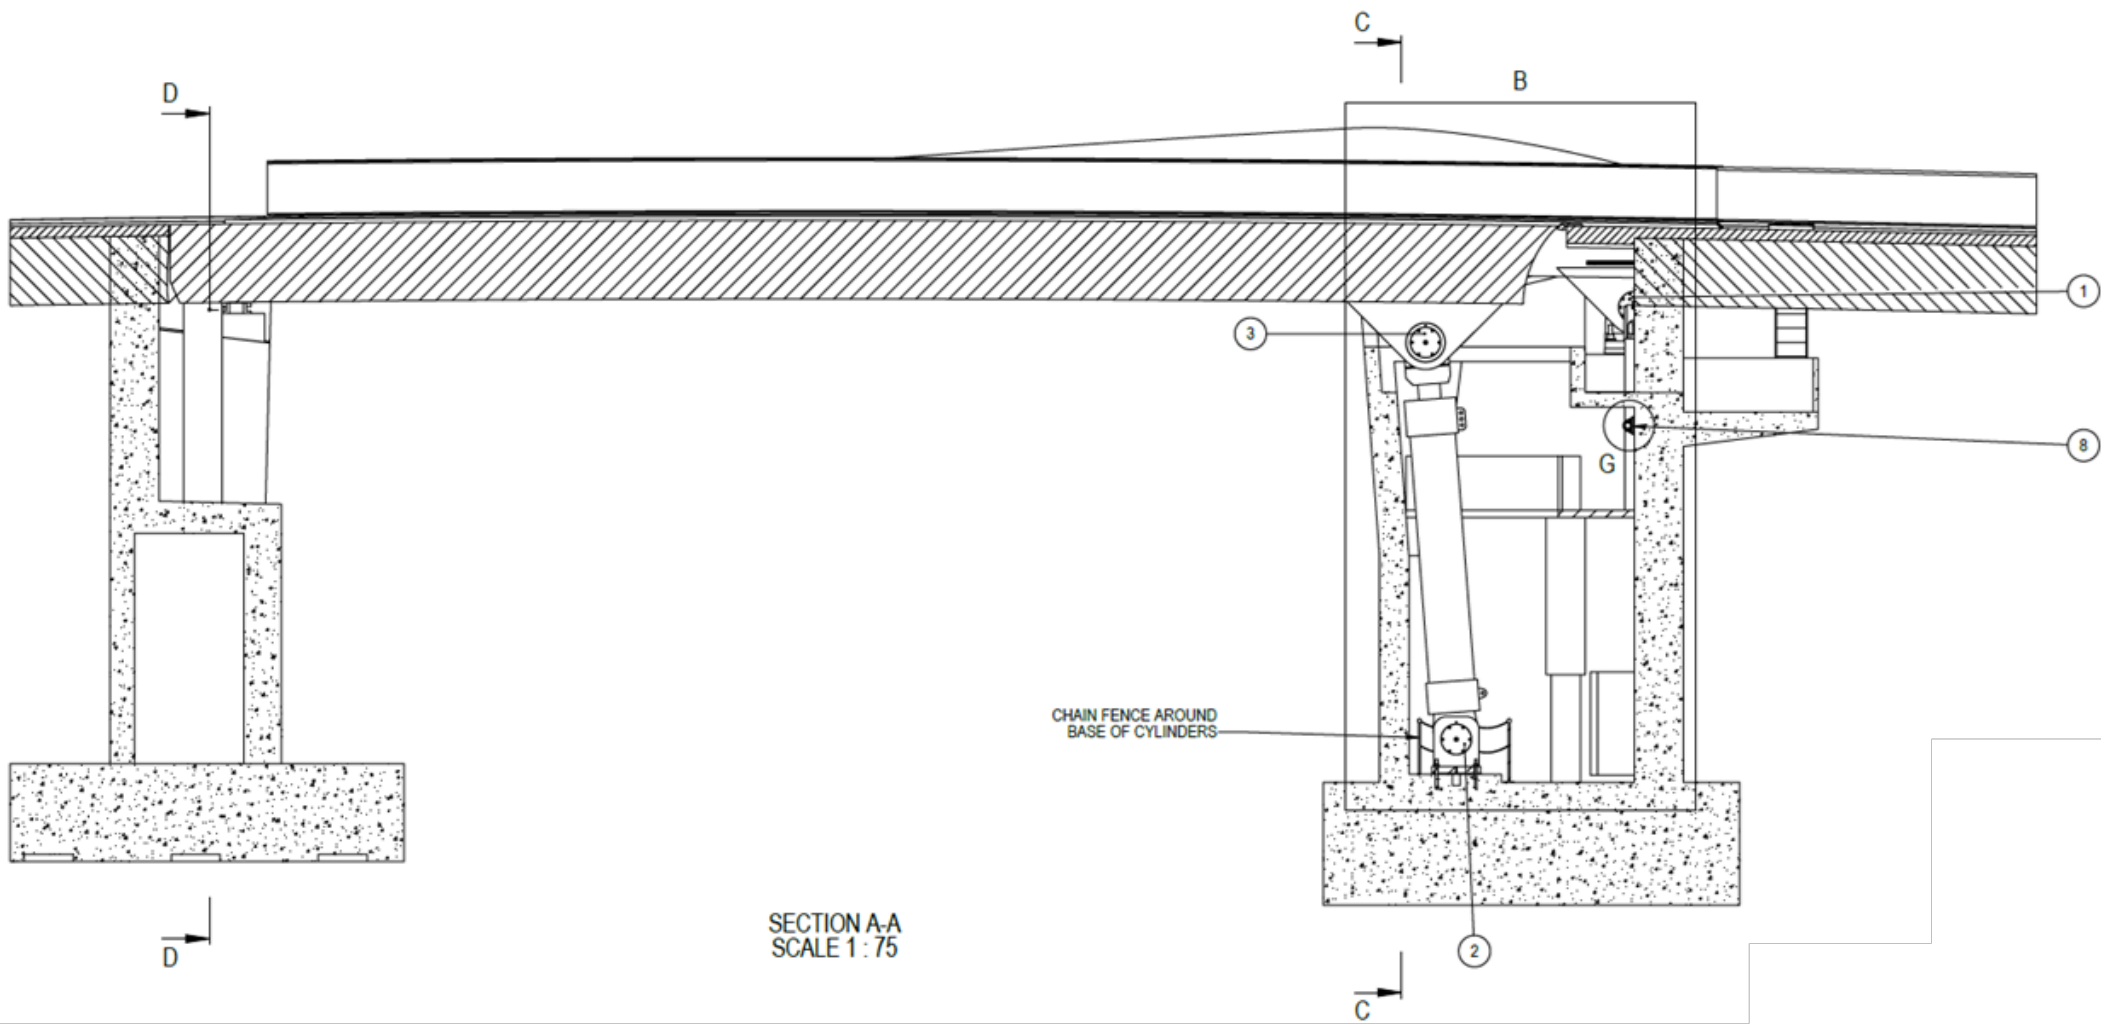 C
B
D
1
3
8
G
CHAIN FENCE AROUND
BASE OF CYLINDERS
SECTION A-A
SCALE 1 : 75
D
2
C